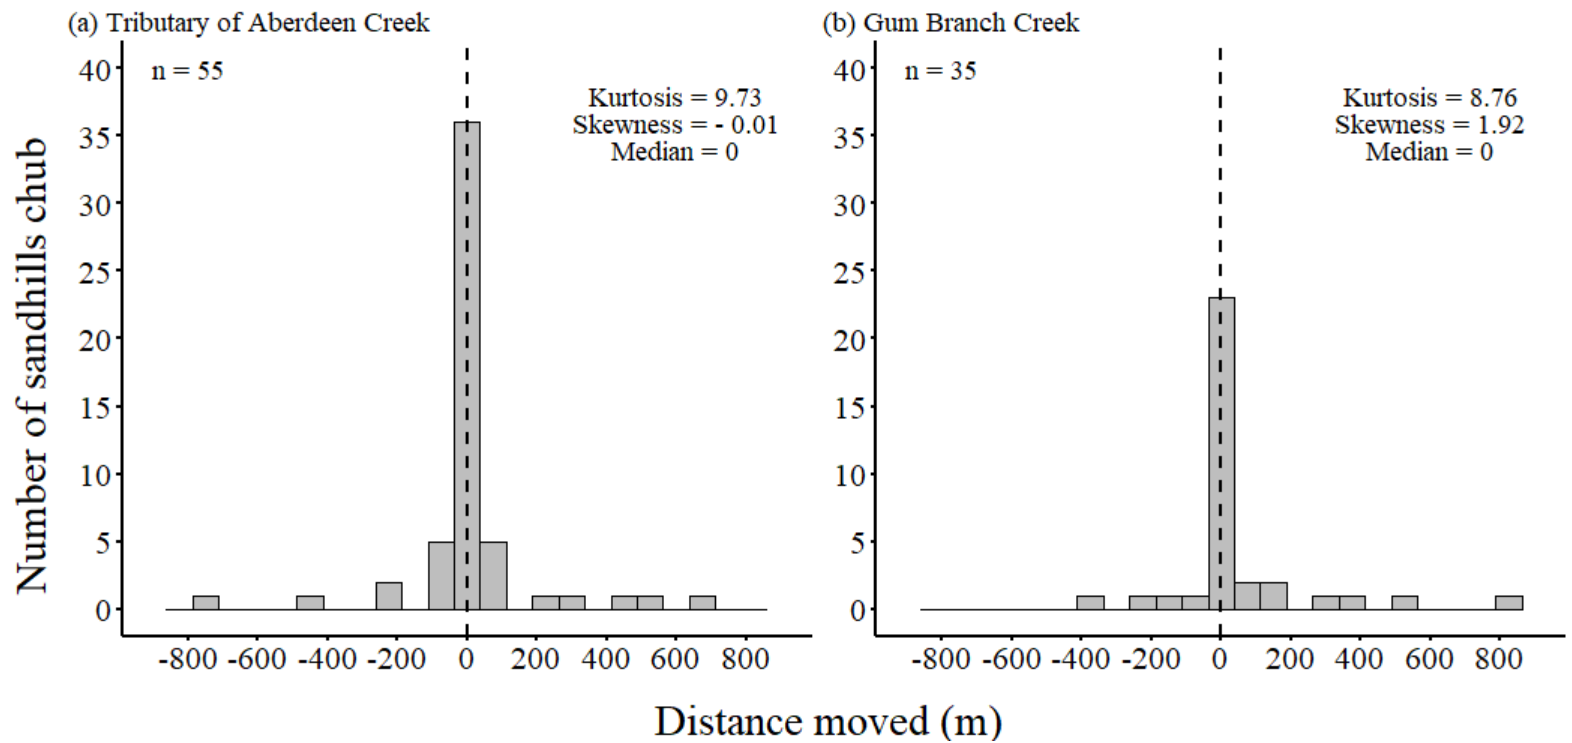 (a) Tributary of Aberdeen Creek
n = 55
Kurtosis = 9.73
Skewness = - 0.01
Median = 0
40
35
30
25
20
15
10
5
0
-800 -600 -400 -200 0 200 400 600 800
(b) Gum Branch Creek
n = 35
Kurtosis = 8.76
Skewness = 1.92
Median = 0
40
35
30
25
20
15
10
5
0
-800 -600 -400 -200 0 200 400 600 800
Number of sandhills chub
Distance moved (m)